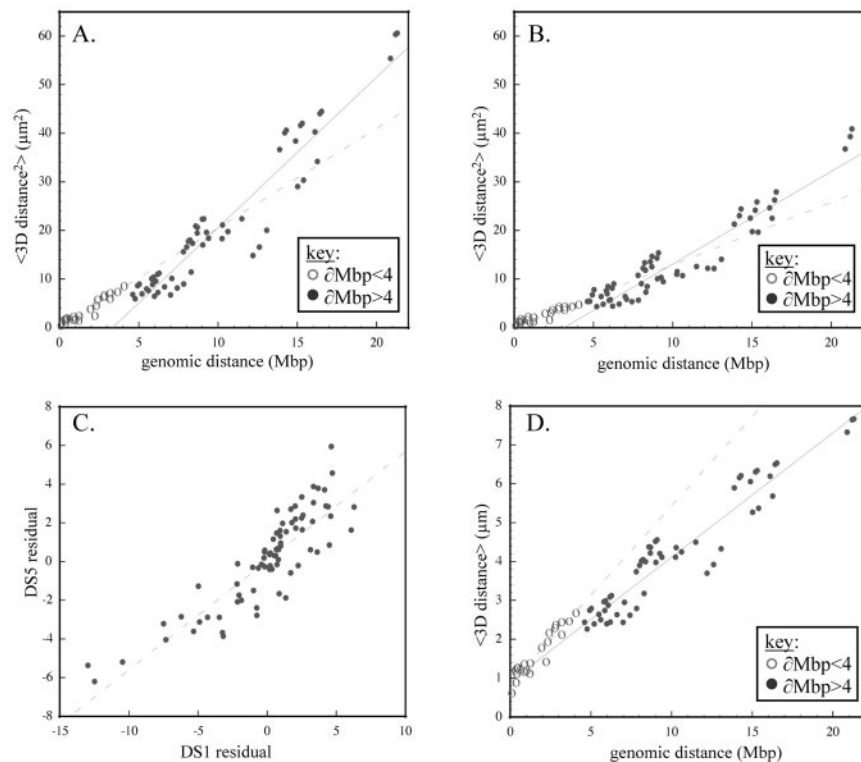 A.
60
50
40
30
20
10
0
<3D distance²> (μm²)
key:
∂Mbp<4
∂Mbp>4
0 5 10 15 20
genomic distance (Mbp)
B.
60
50
40
30
20
10
0
<3D distance²> (μm²)
key:
∂Mbp<4
∂Mbp>4
0 5 10 15 20
genomic distance (Mbp)
C.
8
6
4
2
0
-2
-4
-6
-8
DS5 residual
-15 -10 -5 0 5 10
DS1 residual
D.
8
7
6
5
4
3
2
1
0
<3D distance> (μm)
key:
∂Mbp<4
∂Mbp>4
0 5 10 15 20
genomic distance (Mbp)